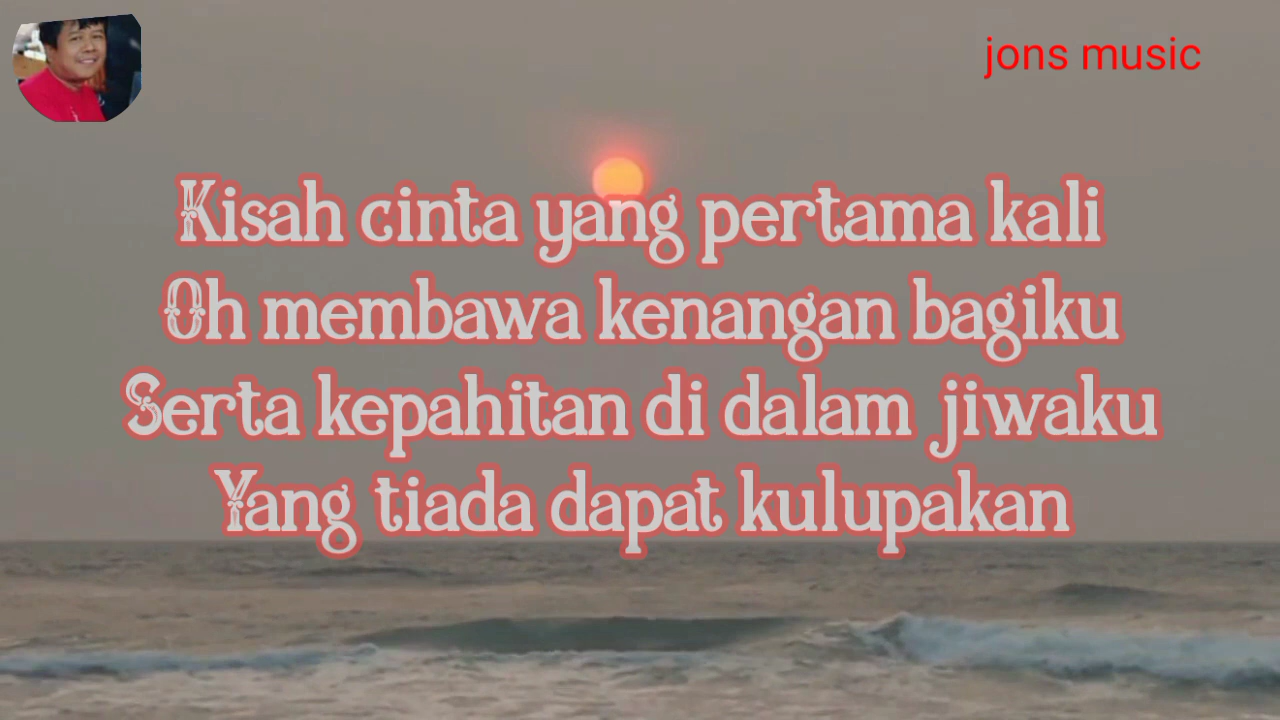 jons music
Kisah cinta yang pertama kali
Oh membawa kenangan bagiku
Serta kepahitan di dalam jiwaku
Yang tiada dapat kulupakan